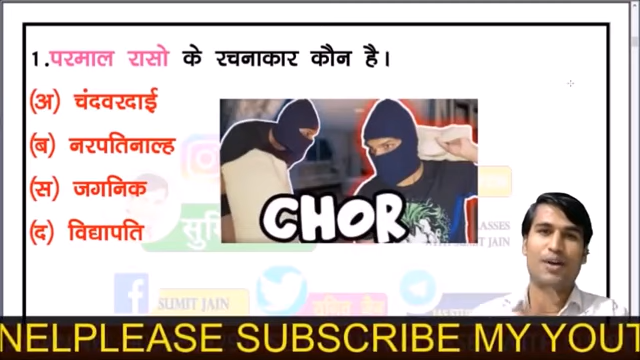 1.परमाल रासो के रचनाकार कौन है।
(अ) चंदवरदाई
(ब) नरपतिनाल्ह
(स) जगनिक
(द) विद्यापति
CHOR
SUMIT JAIN
NELPLEASE SUBSCRIBE MY YOUT